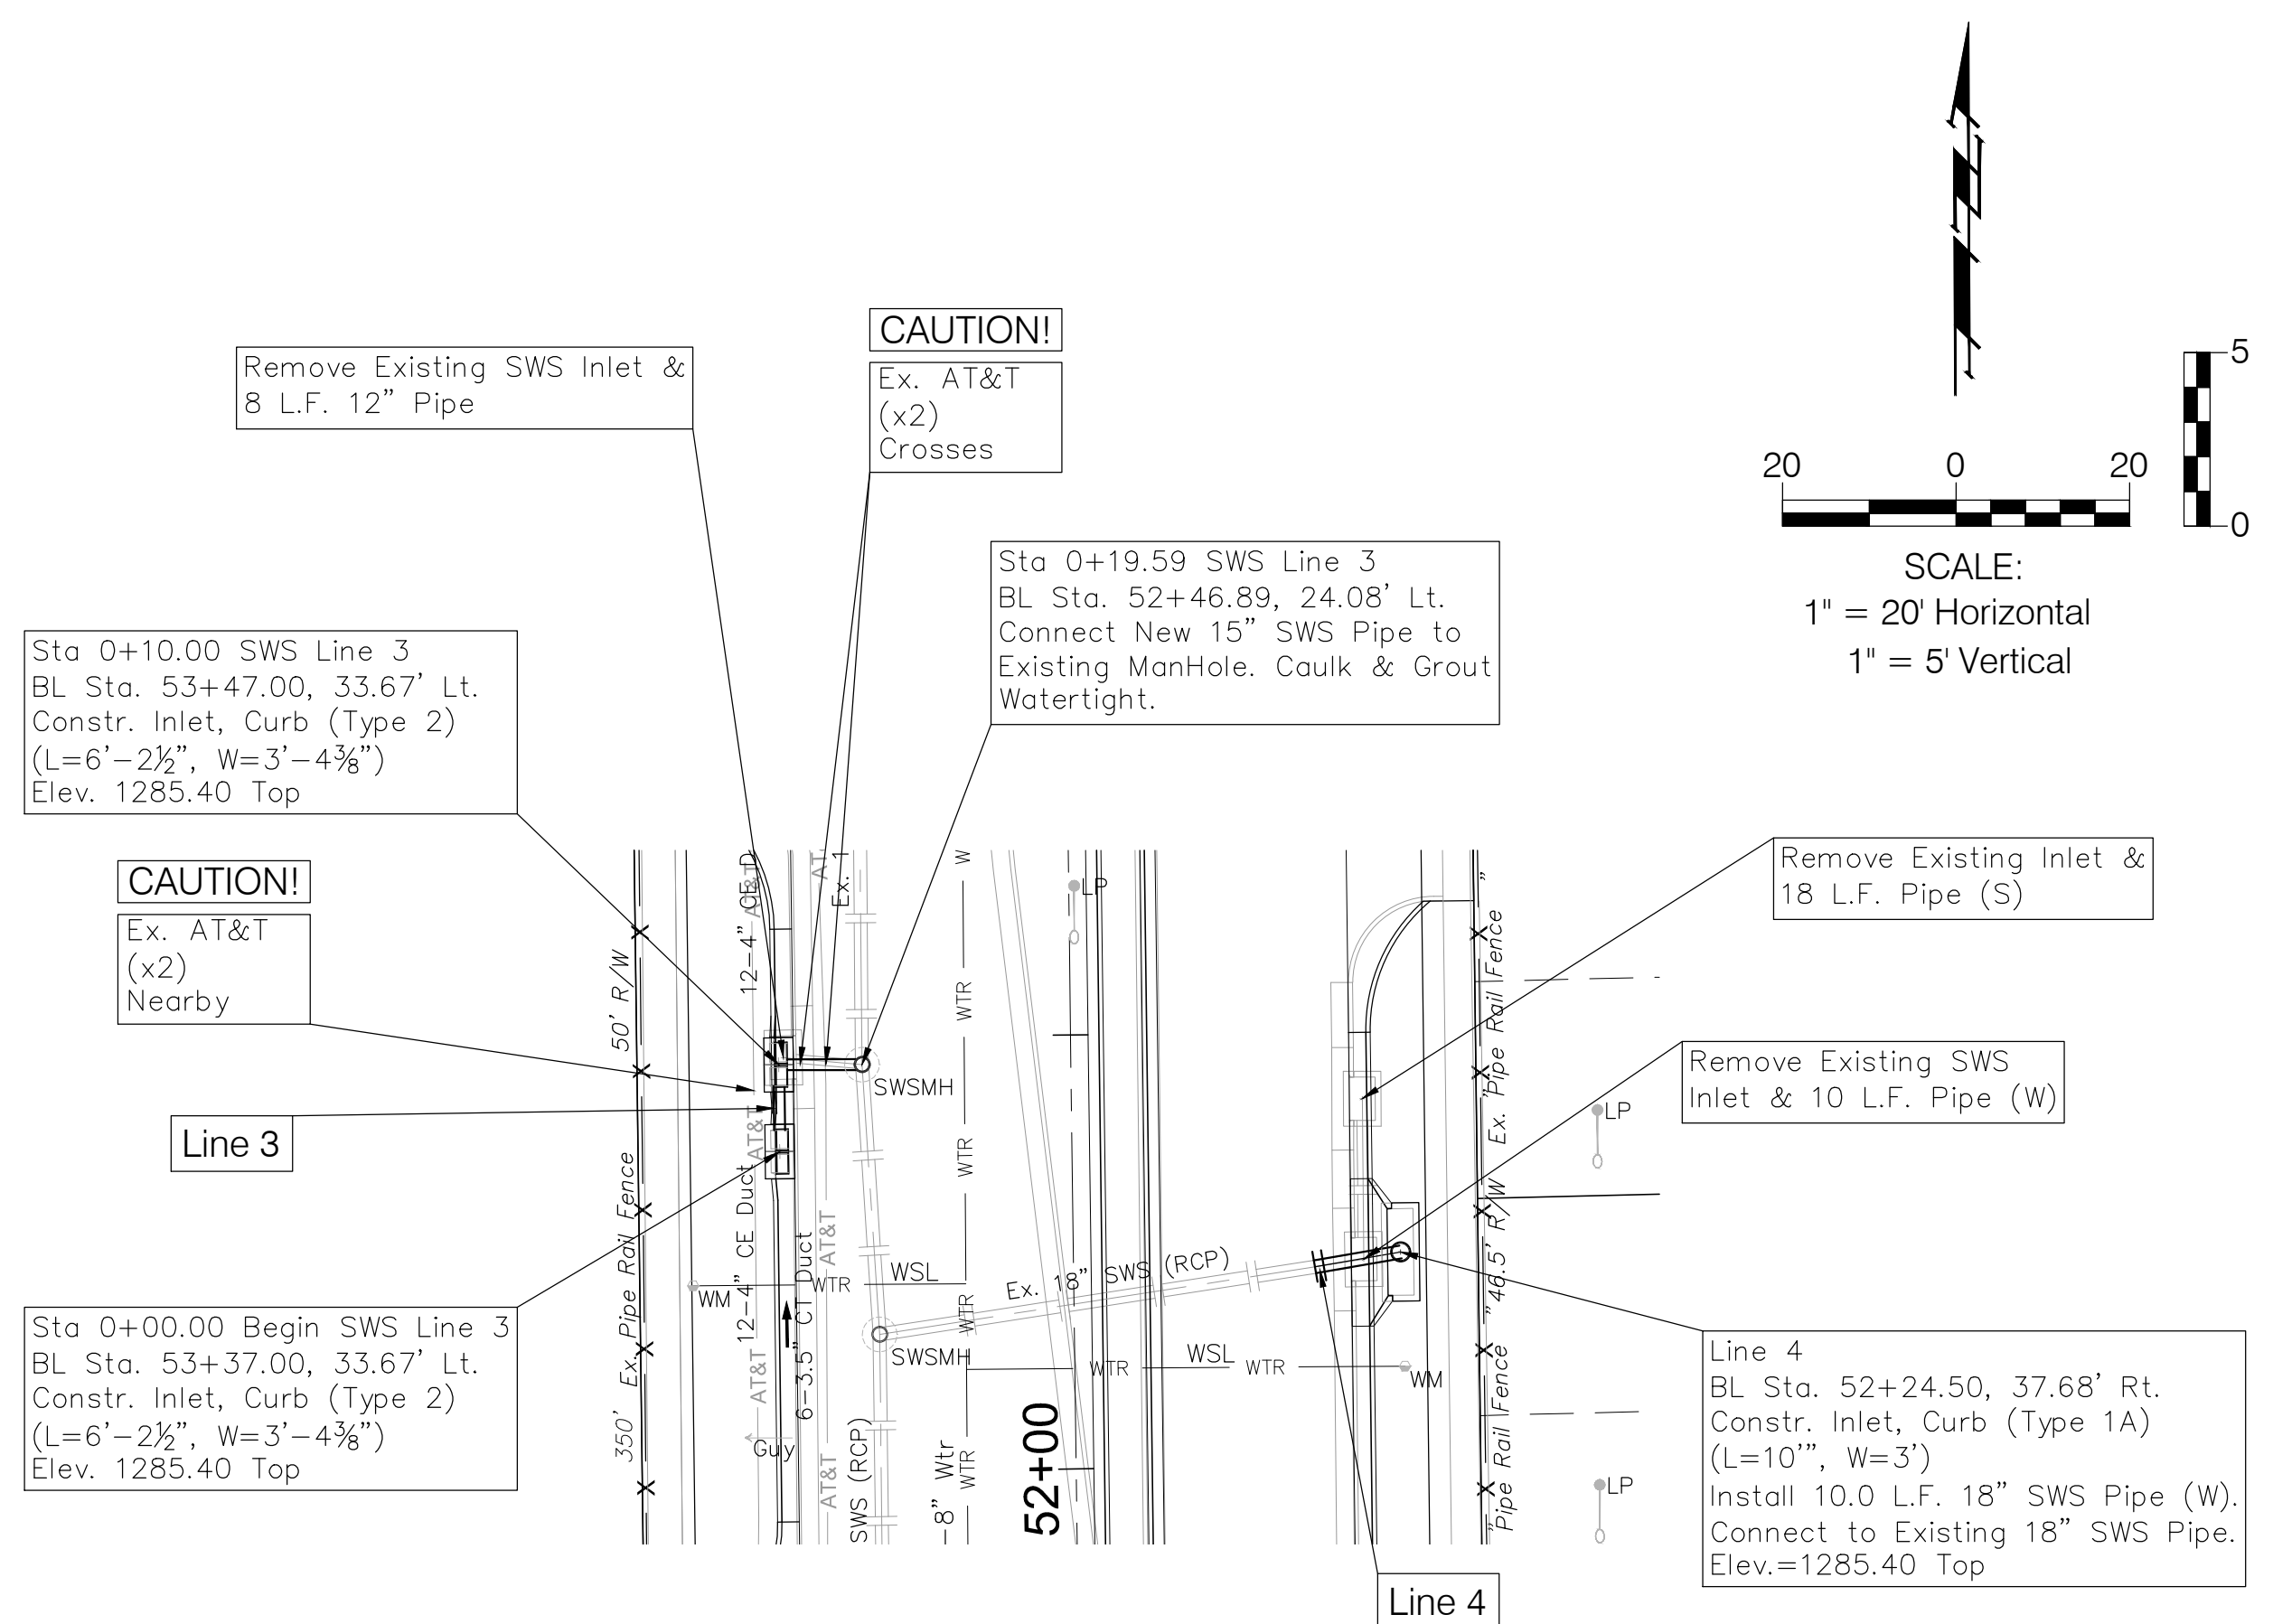 CAUTION!
Ex. AT&T
(x2)
Crosses
Remove Existing SWS Inlet &
8 L.F. 12” Pipe
5
0
20 0 20
SCALE:
1" = 20' Horizontal
1" = 5' Vertical
Sta 0+19.59 SWS Line 3
BL Sta. 52+46.89, 24.08’ Lt.
Connect New 15” SWS Pipe to
Existing ManHole. Caulk & Grout
Watertight.
Sta 0+10.00 SWS Line 3
BL Sta. 53+47.00, 33.67’ Lt.
Constr. Inlet, Curb (Type 2)
(L=6’-2½”, W=3’-4⅜”)
Elev. 1285.40 Top
CAUTION!
Ex. AT&T
(x2)
Nearby
Line 3
Sta 0+00.00 Begin SWS Line 3
BL Sta. 53+37.00, 33.67’ Lt.
Constr. Inlet, Curb (Type 2)
(L=6’-2½”, W=3’-4⅜”)
Elev. 1285.40 Top
Remove Existing Inlet &
18 L.F. Pipe (S)
Remove Existing SWS
Inlet & 10 L.F. Pipe (W)
Line 4
BL Sta. 52+24.50, 37.68’ Rt.
Constr. Inlet, Curb (Type 1A)
(L=10’”, W=3’)
Install 10.0 L.F. 18” SWS Pipe (W).
Connect to Existing 18” SWS Pipe.
Elev.=1285.40 Top
Line 4
50’ R/W
Ex. Pipe Rail Fence
350’
12-4” CE D
AT&T
AT
Ex. 1
W
12-4” CE Duct
AT&T
AT&T
6-3.5” CT Duct
AT&T
AT&T
Guy
SWS (RCP)
-8” Wtr
WTR
WTR
WTR
WTR
SWSMH
SWSMH
WM
WTR
WSL
Ex. 18” SWS (RCP)
WTR
WSL
WTR
WM
52+00
LP
LP
LP
Ex. "Pipe Rail Fence
"
"46.5’ R/W
"Pipe Rail Fence